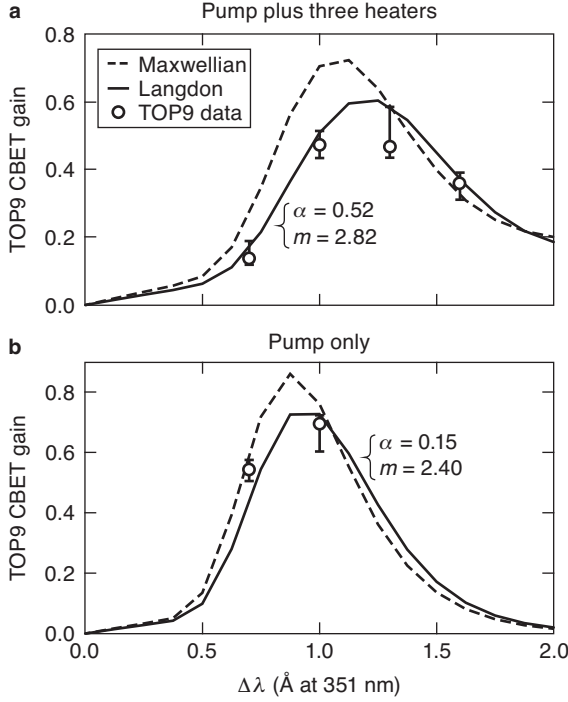 a
Pump plus three heaters
0.8
0.6
0.4
0.2
0.0
TOP9 CBET gain
Maxwellian
Langdon
TOP9 data
α = 0.52
m = 2.82
b
Pump only
0.8
0.6
0.4
0.2
0.0
TOP9 CBET gain
α = 0.15
m = 2.40
0.0 0.5 1.0 1.5 2.0
Δλ (Å at 351 nm)